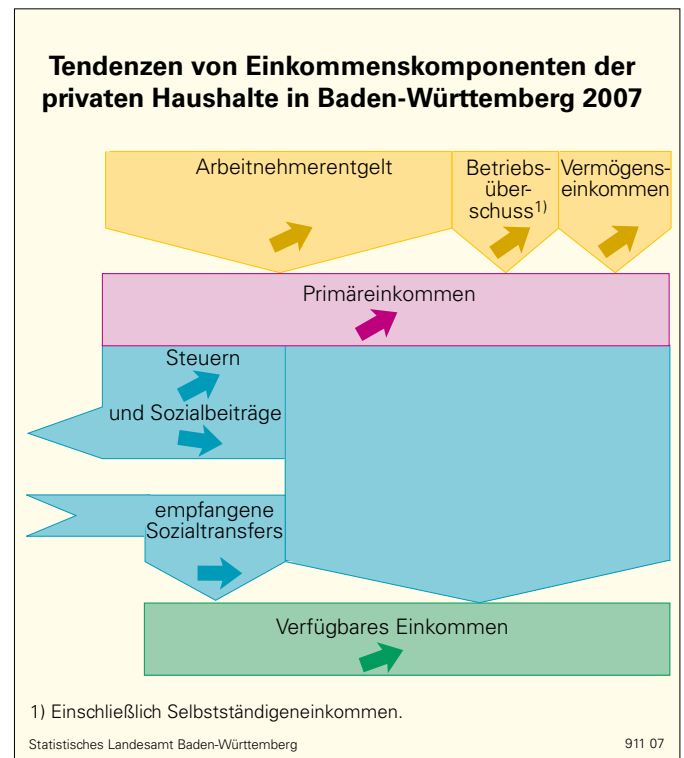 Tendenzen von Einkommenskomponenten der
privaten Haushalte in Baden-Württemberg 2007
Arbeitnehmerentgelt
Betriebs-
über-
schuss1)
Vermögens-
einkommen
Primäreinkommen
Steuern
und Sozialbeiträge
empfangene
Sozialtransfers
Verfügbares Einkommen
1) Einschließlich Selbstständigeneinkommen.
Statistisches Landesamt Baden-Württemberg
911 07